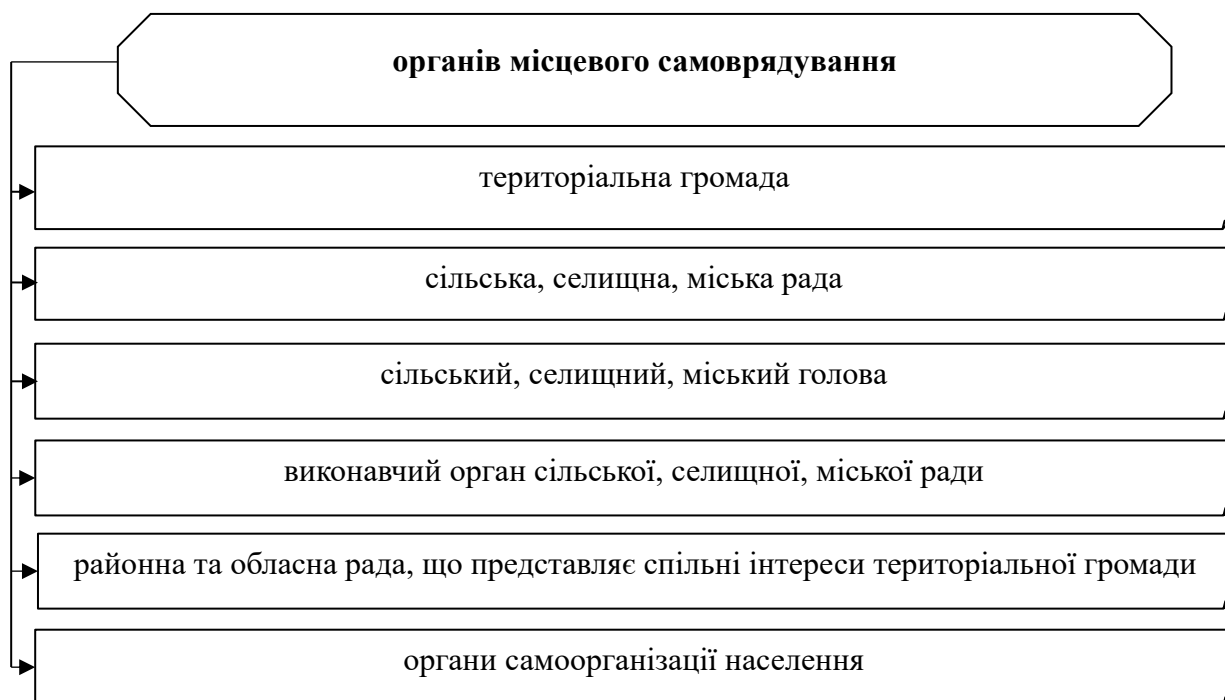 органів місцевого самоврядування
територіальна громада
сільська, селищна, міська рада
сільський, селищний, міський голова
виконавчий орган сільської, селищної, міської ради
районна та обласна рада, що представляє спільні інтереси територіальної громади
органи самоорганізації населення